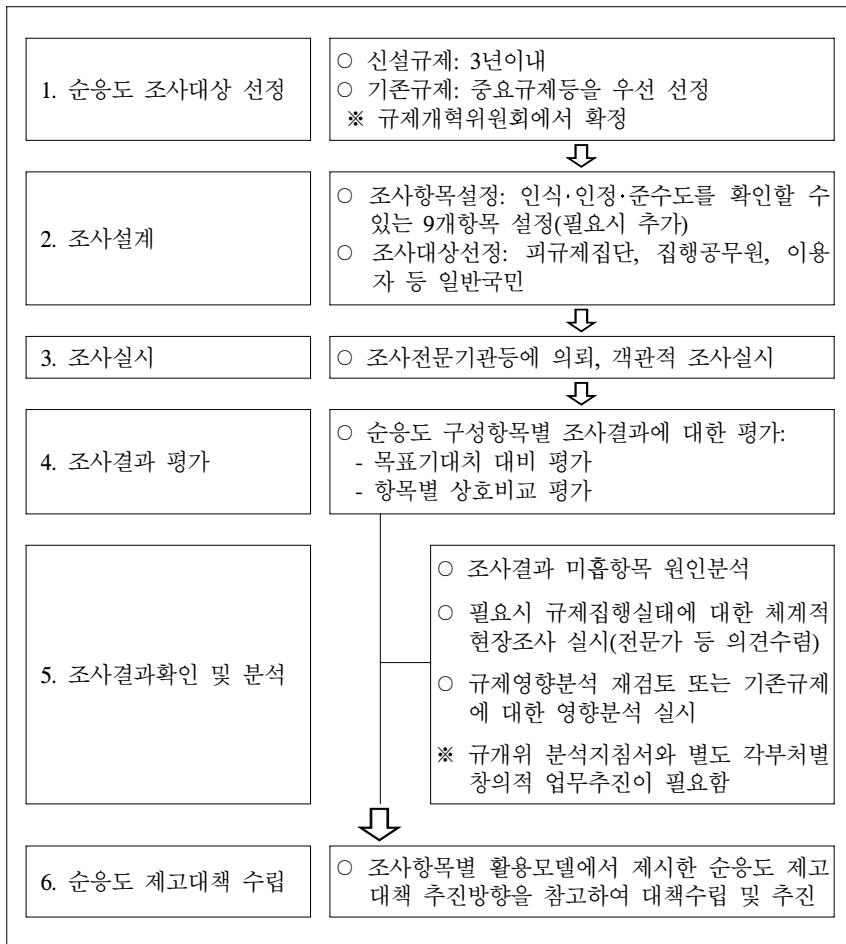 1. 순응도 조사대상 선정
○ 신설규제: 3년이내
○ 기존규제: 중요규제등을 우선 선정
※ 규제개혁위원회에서 확정
2. 조사설계
○ 조사항목설정: 인식·인정·준수도를 확인할 수
있는 9개항목 설정(필요시 추가)
○ 조사대상선정: 피규제집단, 집행공무원, 이용
자 등 일반국민
3. 조사실시
○ 조사전문기관등에 의뢰, 객관적 조사실시
4. 조사결과 평가
○ 순응도 구성항목별 조사결과에 대한 평가:
- 목표기대치 대비 평가
- 항목별 상호비교 평가
5. 조사결과확인 및 분석
○ 조사결과 미흡항목 원인분석
○ 필요시 규제집행실태에 대한 체계적
현장조사 실시(전문가 등 의견수렴)
○ 규제영향분석 재검토 또는 기존규제
에 대한 영향분석 실시
※ 규개위 분석지침서와 별도 각부처별
창의적 업무추진이 필요함
6. 순응도 제고대책 수립
○ 조사항목별 활용모델에서 제시한 순응도 제고
대책 추진방향을 참고하여 대책수립 및 추진